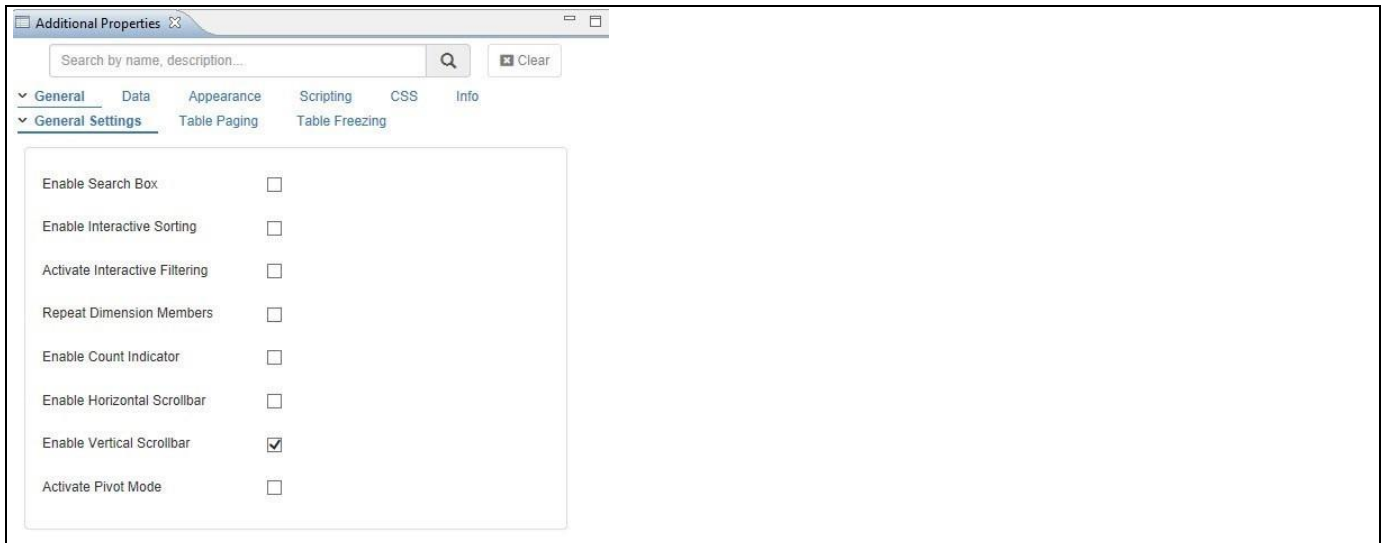 Additional Properties
Search by name, description...
Clear
General Data Appearance Scripting CSS Info
General Settings Table Paging Table Freezing
Enable Search Box
Enable Interactive Sorting
Activate Interactive Filtering
Repeat Dimension Members
Enable Count Indicator
Enable Horizontal Scrollbar
Enable Vertical Scrollbar
Activate Pivot Mode